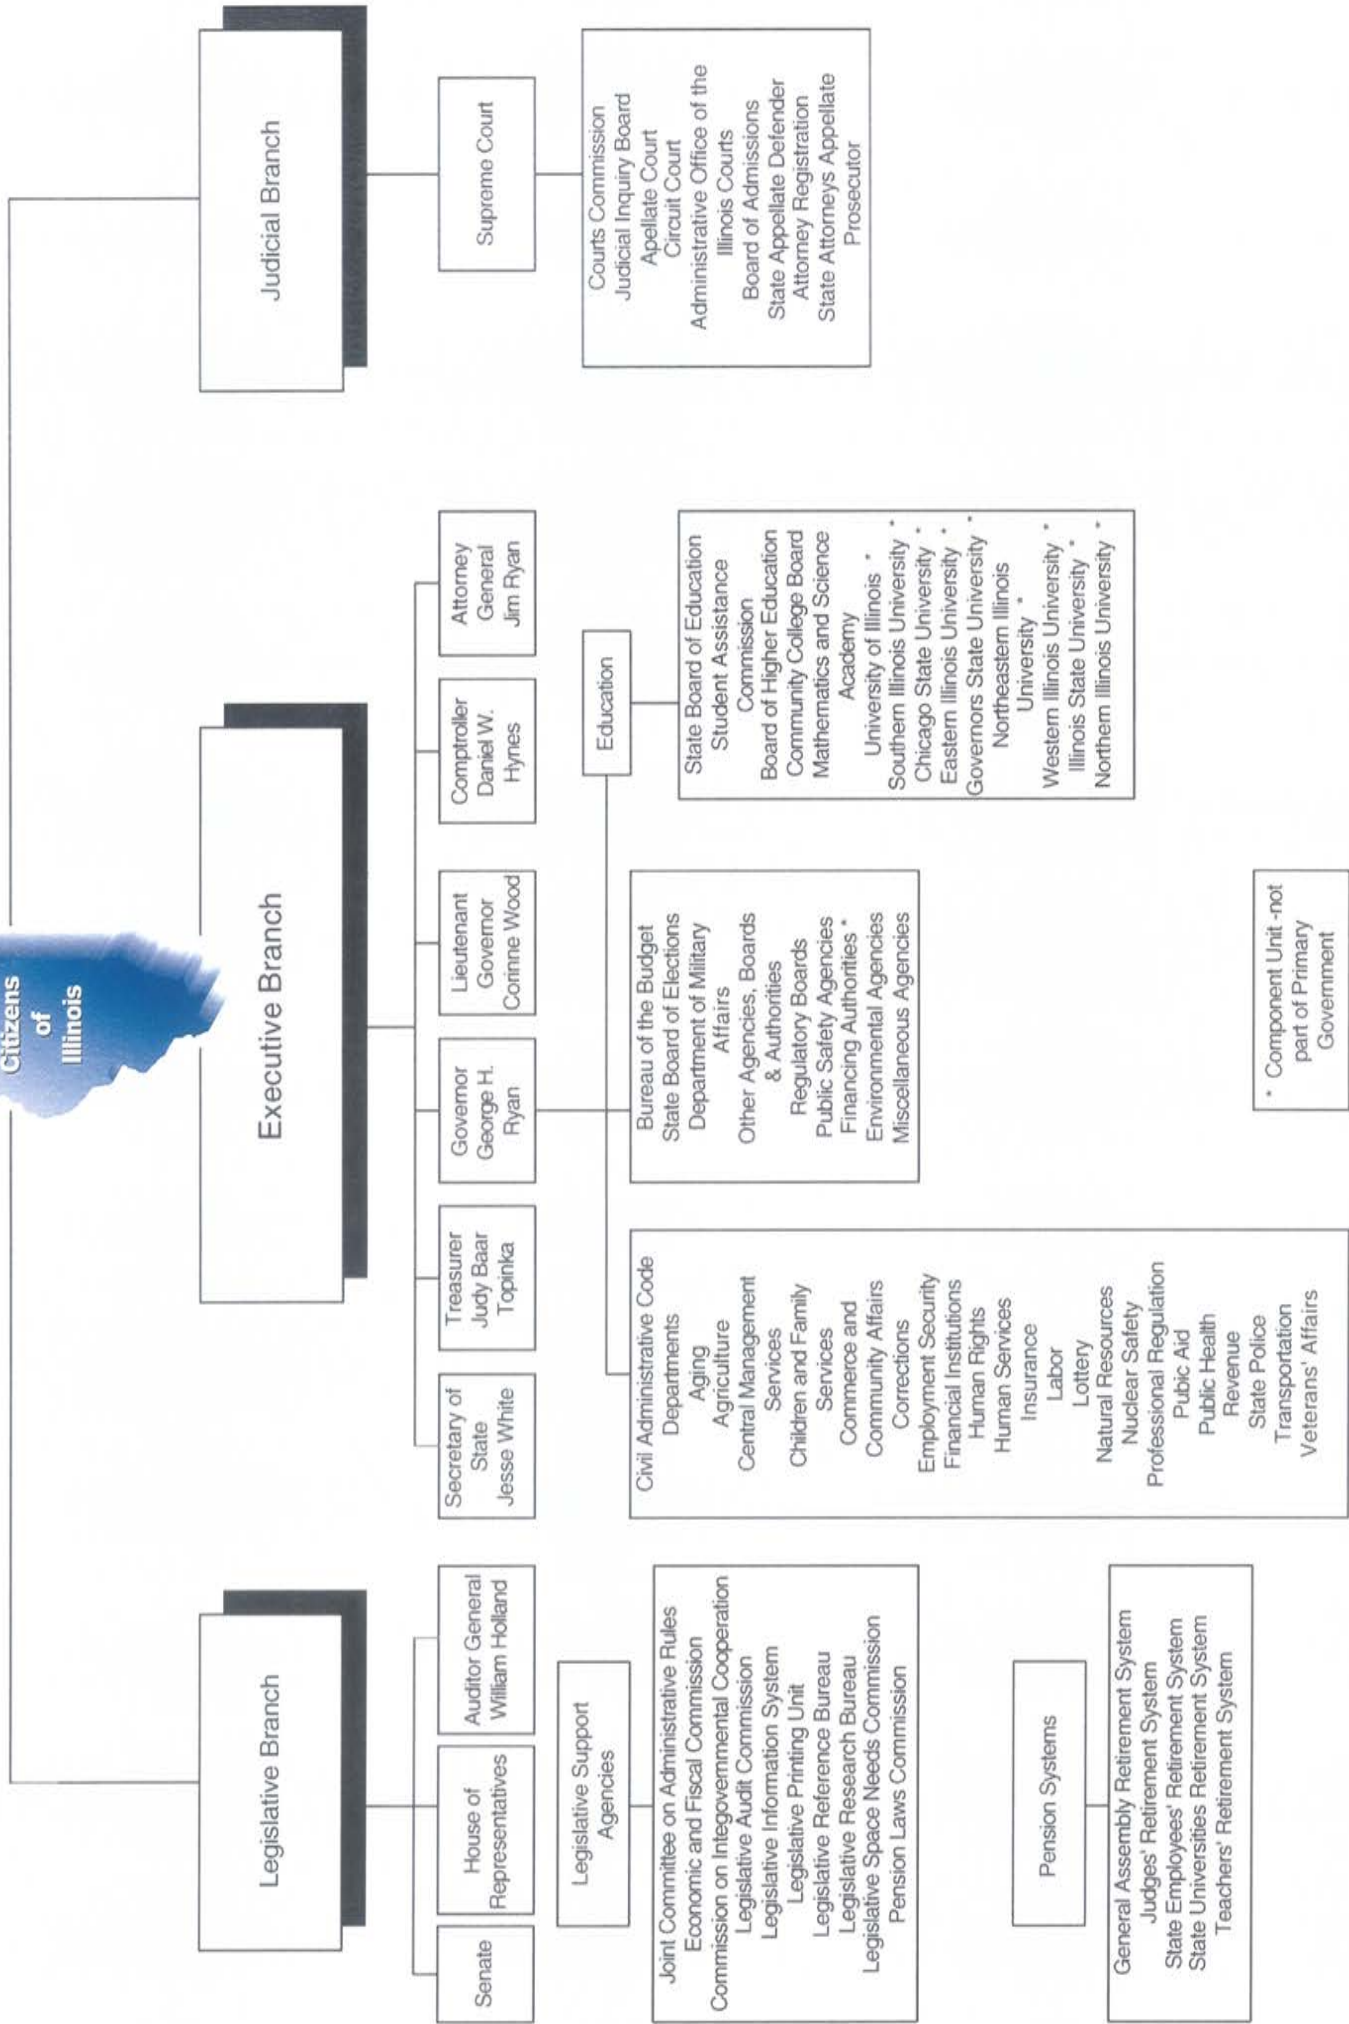 Citizens
of
Illinois
Legislative Branch
Senate
House of
Representatives
Auditor General
William Holland
Legislative Support
Agencies
Joint Committee on Administrative Rules
Economic and Fiscal Commission
Commission on Integovernmental Cooperation
Legislative Audit Commission
Legislative Information System
Legislative Printing Unit
Legislative Reference Bureau
Legislative Research Bureau
Legislative Space Needs Commission
Pension Laws Commission
Pension Systems
General Assembly Retirement System
Judges' Retirement System
State Employees' Retirement System
State Universities Retirement System
Teachers' Retirement System
Executive Branch
Secretary of
State
Jesse White
Treasurer
Judy Baar
Topinka
Governor
George H.
Ryan
Lieutenant
Governor
Corinne Wood
Comptroller
Daniel W.
Hynes
Attorney
General
Jim Ryan
Civil Administrative Code
Departments
Aging
Agriculture
Central Management
Services
Children and Family
Services
Commerce and
Community Affairs
Corrections
Employment Security
Financial Institutions
Human Rights
Human Services
Insurance
Labor
Lottery
Natural Resources
Nuclear Safety
Professional Regulation
Pubic Aid
Public Health
Revenue
State Police
Transportation
Veterans' Affairs
Bureau of the Budget
State Board of Elections
Department of Military
Affairs
Other Agencies, Boards
& Authorities
Regulatory Boards
Public Safety Agencies
Financing Authorities *
Environmental Agencies
Miscellaneous Agencies
Education
State Board of Education
Student Assistance
Commission
Board of Higher Education
Community College Board
Mathematics and Science
Academy
University of Illinois *
Southern Illinois University *
Chicago State University *
Eastern Illinois University *
Governors State University *
Northeastern Illinois
University *
Western Illinois University *
Illinois State University *
Northern Illinois University *
* Component Unit -not
part of Primary
Government
Judicial Branch
Supreme Court
Courts Commission
Judicial Inquiry Board
Apellate Court
Circuit Court
Administrative Office of the
Illinois Courts
Board of Admissions
State Appellate Defender
Attorney Registration
State Attorneys Appellate
Prosecutor